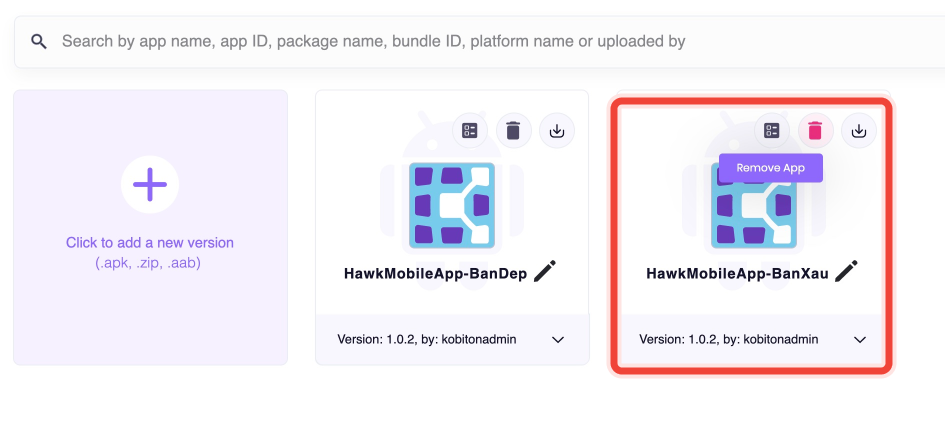 Search by app name, app ID, package name, bundle ID, platform name or uploaded by
Click to add a new version
(.apk, .zip, .aab)
HawkMobileApp-BanDep
Version: 1.0.2, by: kobitonadmin
Remove App
HawkMobileApp-BanXau
Version: 1.0.2, by: kobitonadmin